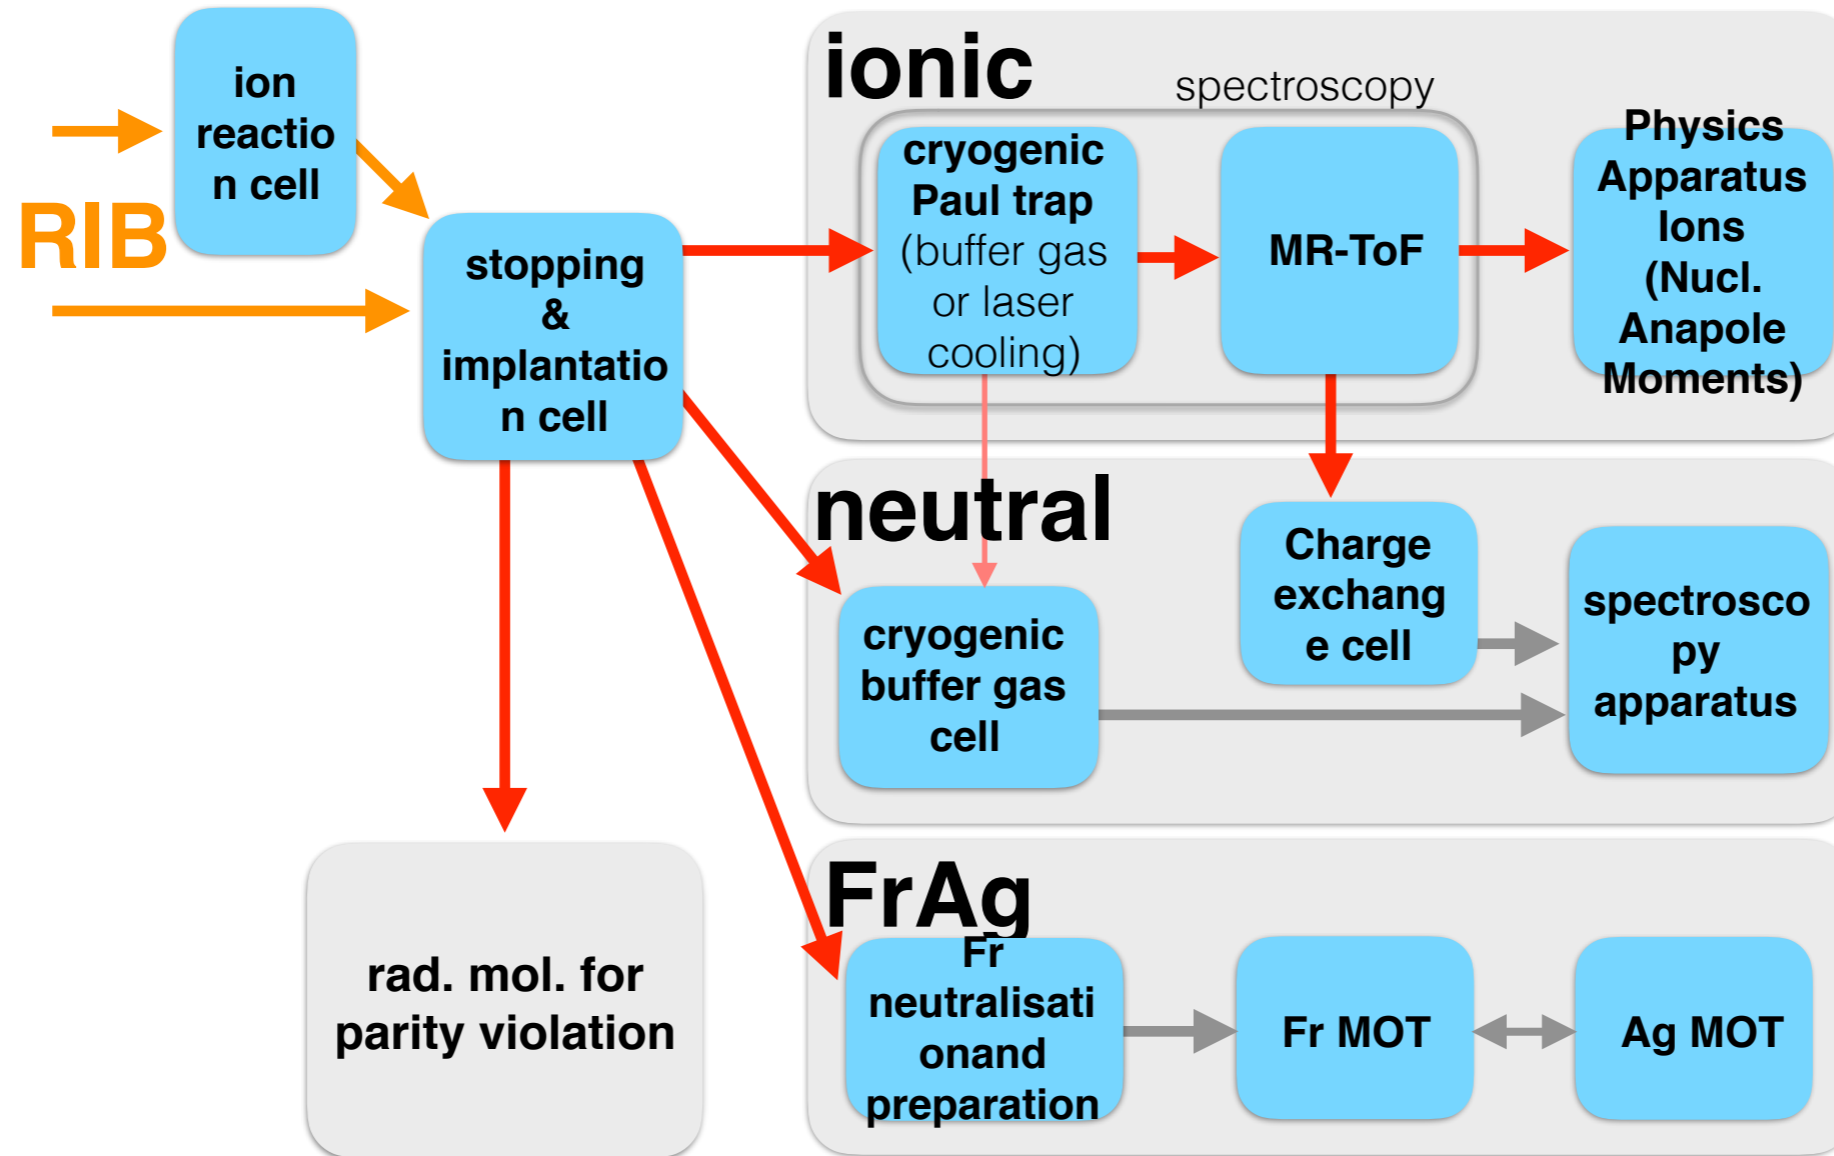 RIB
ion
reactio
n cell
stopping
&
implantatio
n cell
ionic
spectroscopy
cryogenic
Paul trap
(buffer gas
or laser
cooling)
MR-ToF
Physics
Apparatus
Ions
(Nucl.
Anapole
Moments)
neutral
cryogenic
buffer gas
cell
Charge
exchang
e cell
spectrosco
py
apparatus
rad. mol. for
parity violation
FrAg
Fr
neutralisati
onand
preparation
Fr MOT
Ag MOT